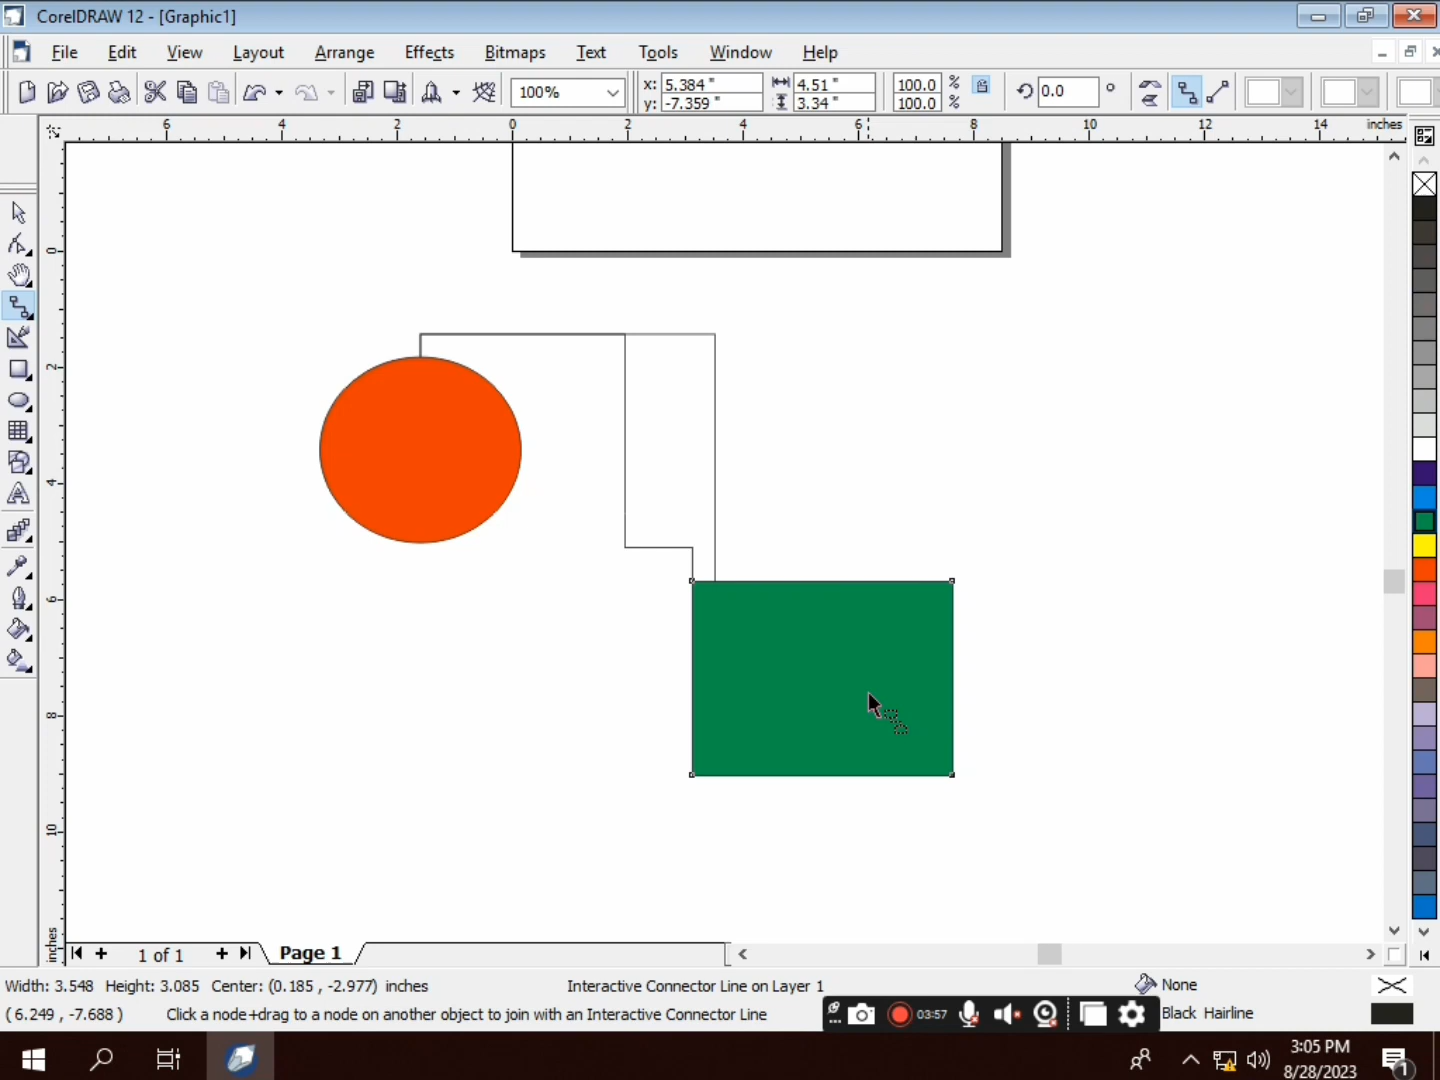 CorelDRAW 12 - [Graphic1]
File Edit View Layout Arrange Effects Bitmaps Text Tools Window Help
100% x: 5.384 " 4.51 " 100.0 % 0.0 °
y: -7.359 " 3.34 " 100.0 %
6 4 2 0 2 4 6 8 10 12 14 inches
0
2
4
6
8
10
inches
1 of 1 Page 1
Width: 3.548 Height: 3.085 Center: (0.185 , -2.977) inches Interactive Connector Line on Layer 1 None
( 6.249 , -7.688 ) Click a node+drag to a node on another object to join with an Interactive Connector Line 03:57 Black Hairline
3:05 PM
8/28/2023
1